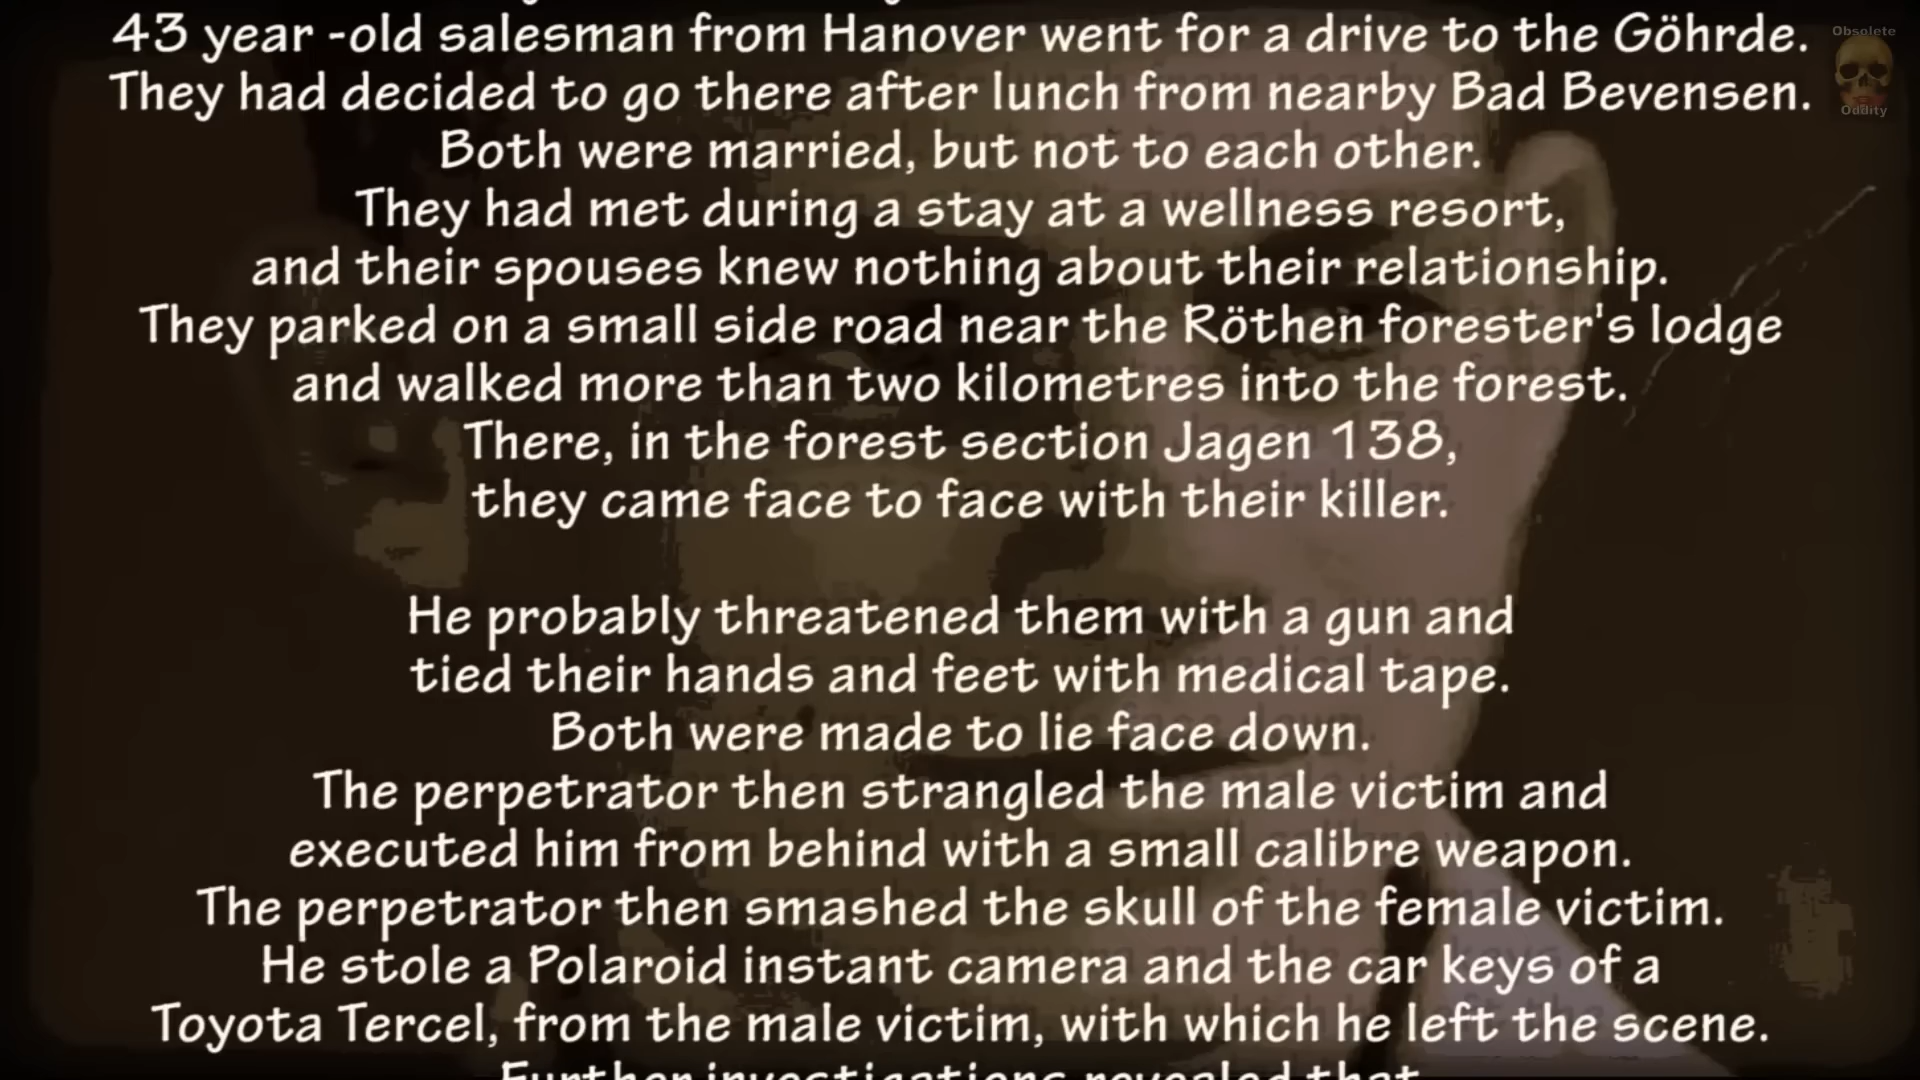 43 year -old salesman from Hanover went for a drive to the Göhrde.
They had decided to go there after lunch from nearby Bad Bevensen.
Both were married, but not to each other.
They had met during a stay at a wellness resort,
and their spouses knew nothing about their relationship.
They parked on a small side road near the Röthen forester's lodge
and walked more than two kilometres into the forest.
There, in the forest section Jagen 138,
they came face to face with their killer.
He probably threatened them with a gun and
tied their hands and feet with medical tape.
Both were made to lie face down.
The perpetrator then strangled the male victim and
executed him from behind with a small calibre weapon.
The perpetrator then smashed the skull of the female victim.
He stole a Polaroid instant camera and the car keys of a
Toyota Tercel, from the male victim, with which he left the scene.
Further investigations revealed that
Obsolete
Oddity